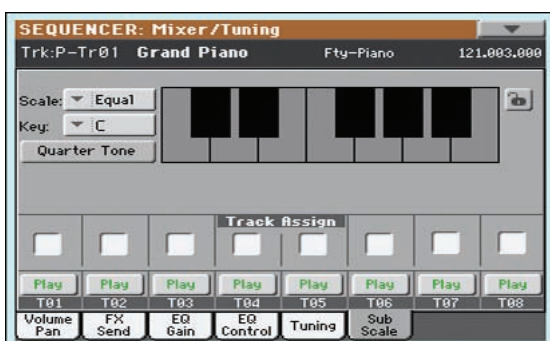 SEQUENCER: Mixer/Tuning
Trk:P-Tr01 Grand Piano Fty-Piano 121.003.000
Scale: Equal
Key: C
Quarter Tone
Track Assign
Play Play Play Play Play Play Play Play
T01 T02 T03 T04 T05 T06 T07 T08
Volume Pan FX Send EQ Gain EQ Control Tuning Sub Scale